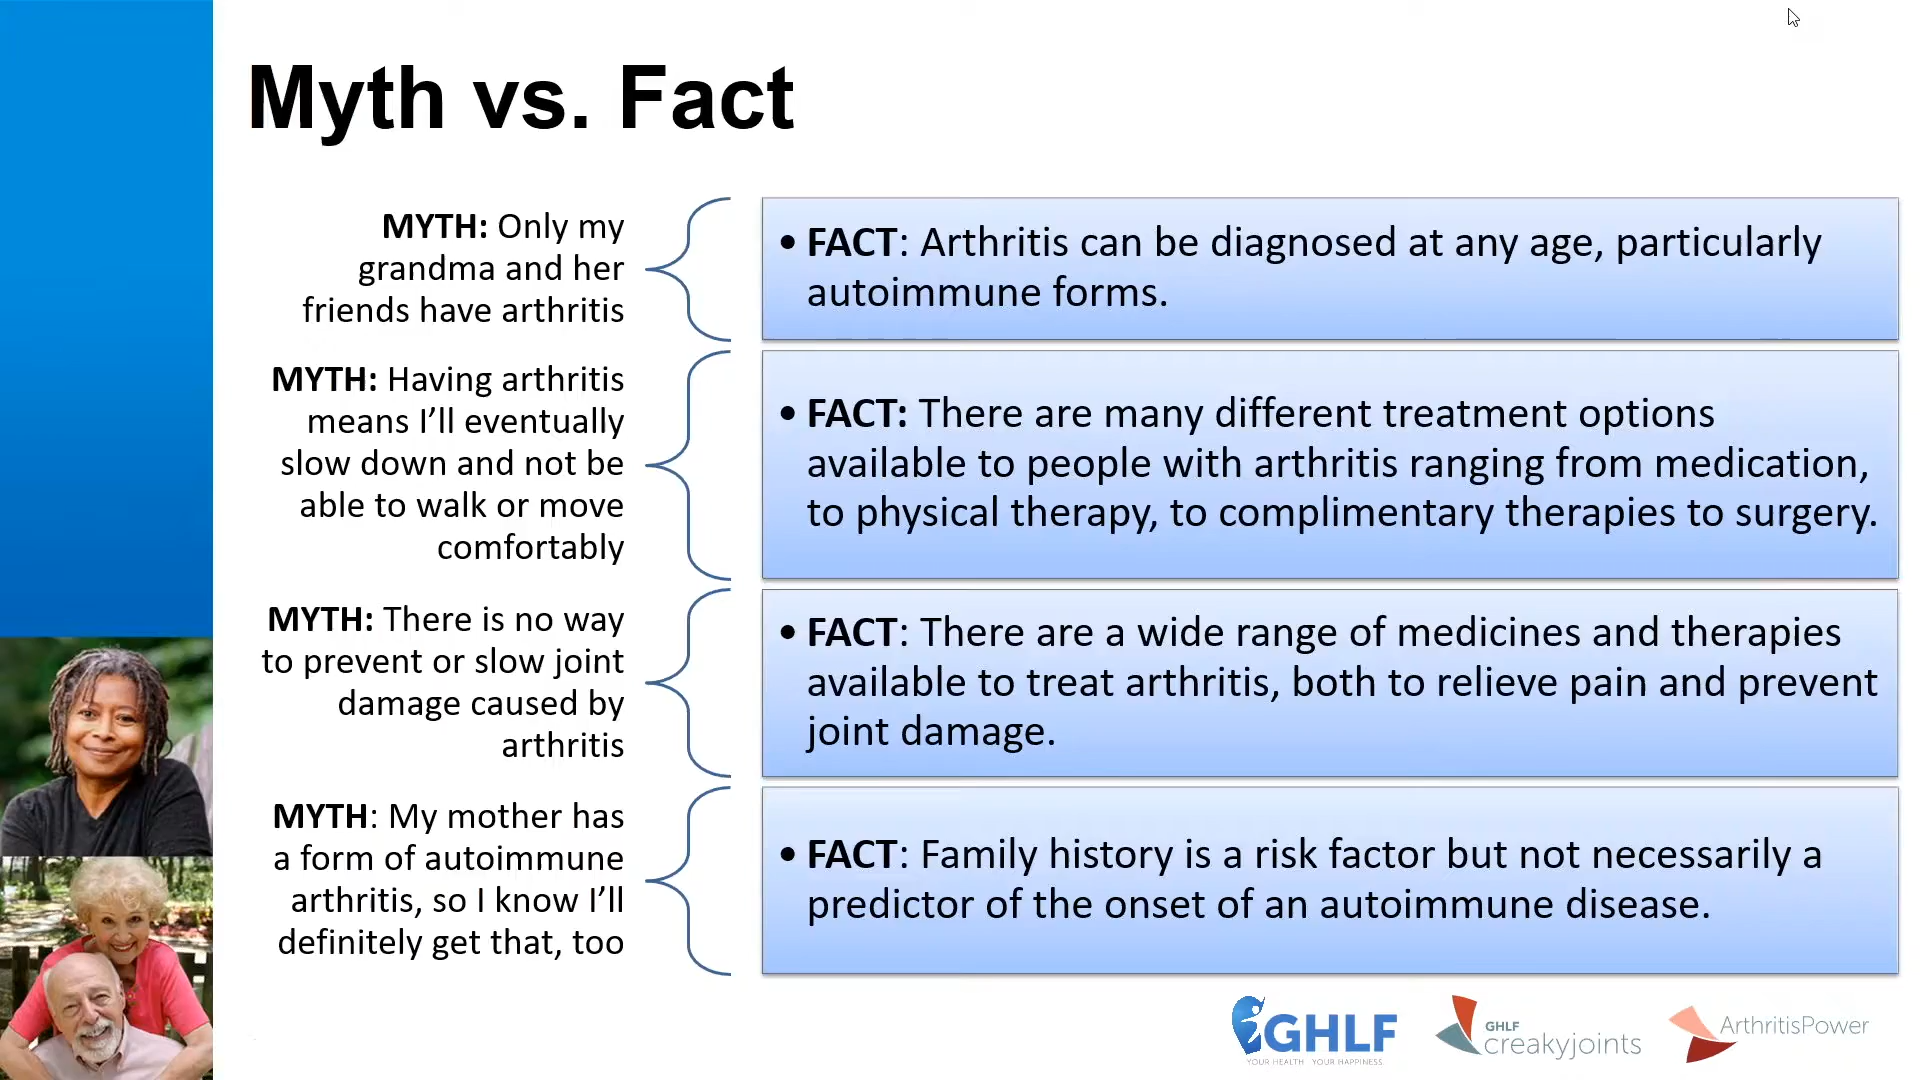 Myth vs. Fact
MYTH: Only my
grandma and her
friends have arthritis
• FACT: Arthritis can be diagnosed at any age, particularly
autoimmune forms.
MYTH: Having arthritis
means I’ll eventually
slow down and not be
able to walk or move
comfortably
• FACT: There are many different treatment options
available to people with arthritis ranging from medication,
to physical therapy, to complimentary therapies to surgery.
MYTH: There is no way
to prevent or slow joint
damage caused by
arthritis
• FACT: There are a wide range of medicines and therapies
available to treat arthritis, both to relieve pain and prevent
joint damage.
MYTH: My mother has
a form of autoimmune
arthritis, so I know I’ll
definitely get that, too
• FACT: Family history is a risk factor but not necessarily a
predictor of the onset of an autoimmune disease.
GHLF
YOUR HEALTH YOUR HAPPINESS.
GHLF
creakyjoints
ArthritisPower